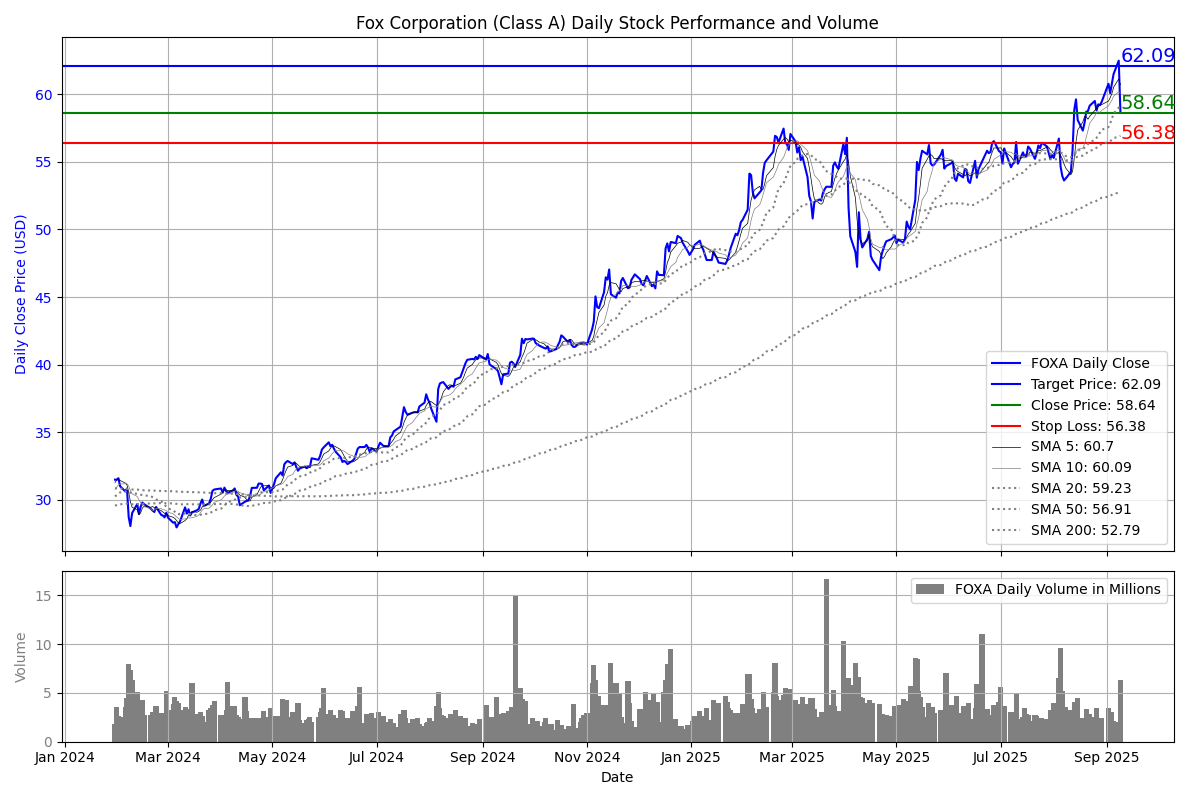 Fox Corporation (Class A) Daily Stock Performance and Volume
62.09
58.64
56.38
60
55
50
45
40
35
30
Daily Close Price (USD)
FOXA Daily Close
Target Price: 62.09
Close Price: 58.64
Stop Loss: 56.38
SMA 5: 60.7
SMA 10: 60.09
SMA 20: 59.23
SMA 50: 56.91
SMA 200: 52.79
FOXA Daily Volume in Millions
15
10
5
0
Volume
Jan 2024 Mar 2024 May 2024 Jul 2024 Sep 2024 Nov 2024 Jan 2025 Mar 2025 May 2025 Jul 2025 Sep 2025
Date